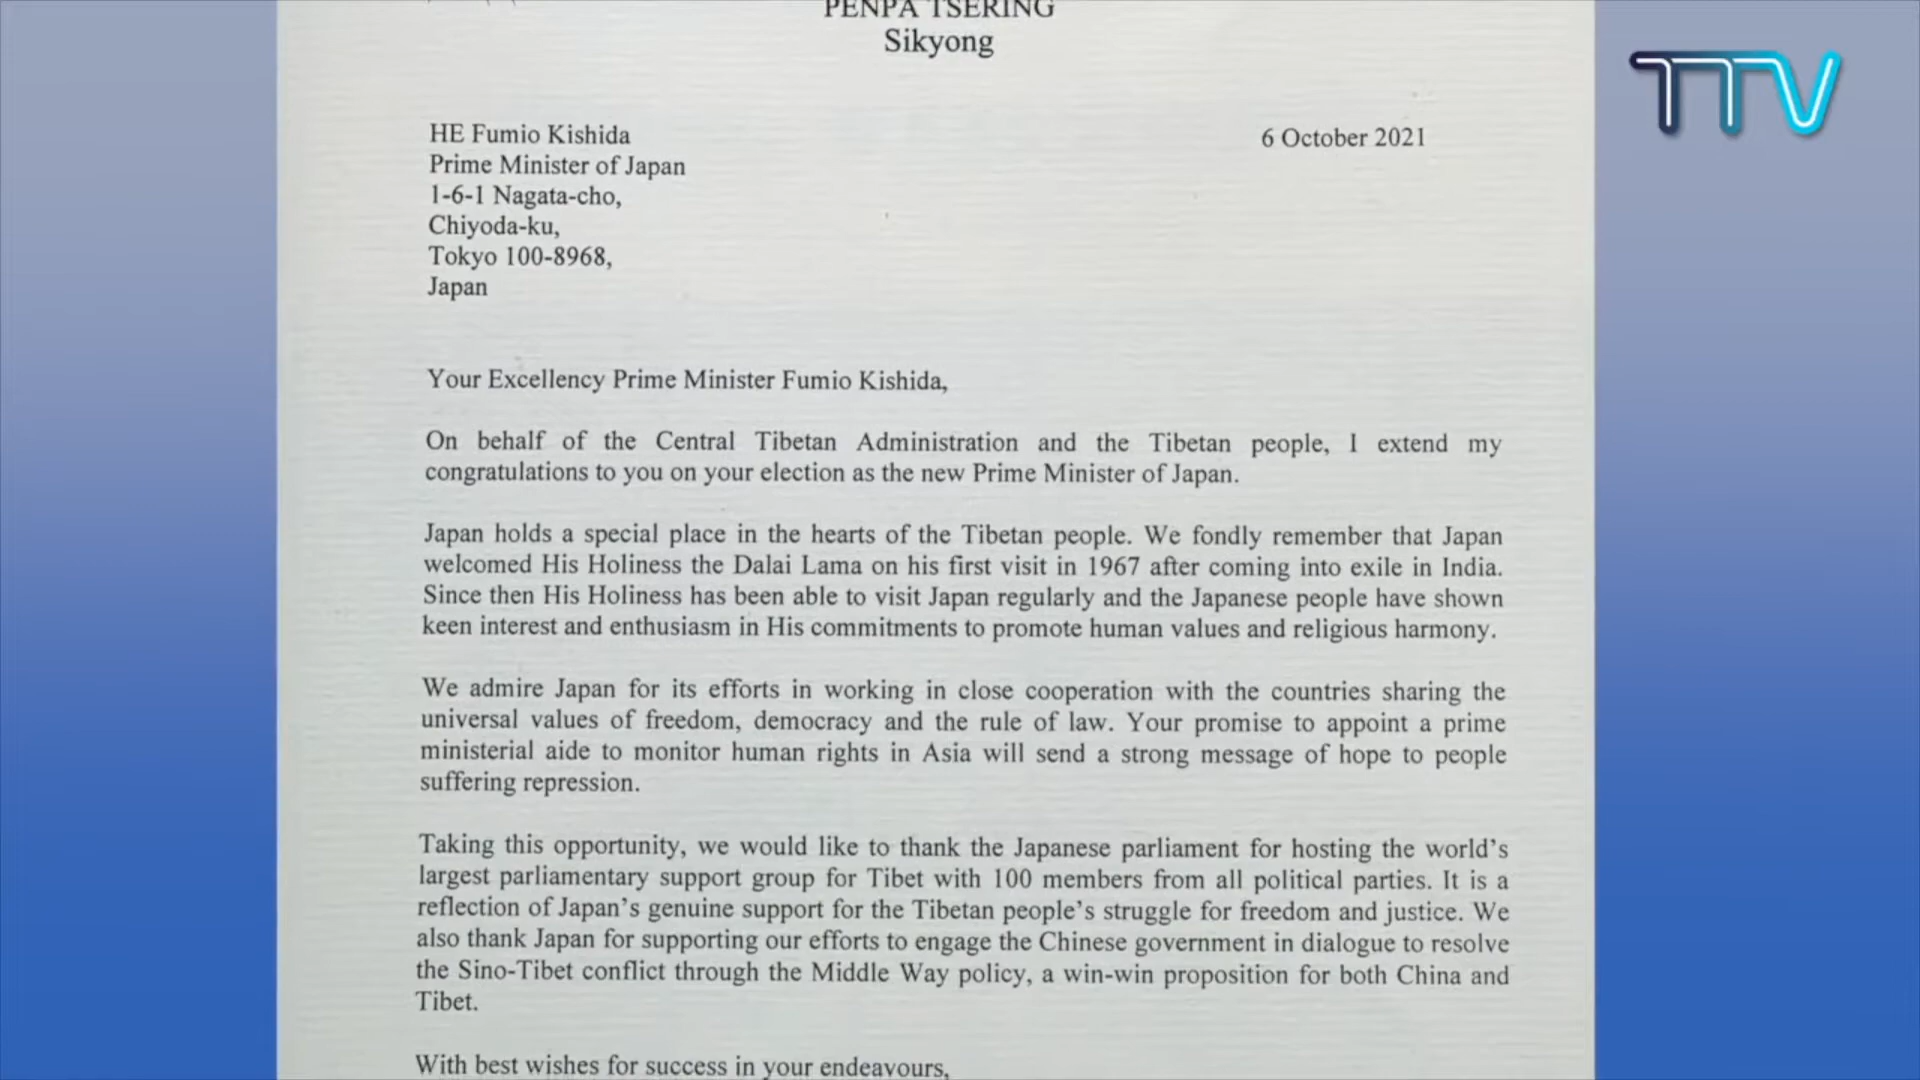 PENPA TSERING
Sikyong
TTV
HE Fumio Kishida
6 October 2021
Prime Minister of Japan
1-6-1 Nagata-cho,
Chiyoda-ku,
Tokyo 100-8968,
Japan
Your Excellency Prime Minister Fumio Kishida,
On behalf of the Central Tibetan Administration and the Tibetan people, I extend my
congratulations to you on your election as the new Prime Minister of Japan.
Japan holds a special place in the hearts of the Tibetan people. We fondly remember that Japan
welcomed His Holiness the Dalai Lama on his first visit in 1967 after coming into exile in India.
Since then His Holiness has been able to visit Japan regularly and the Japanese people have shown
keen interest and enthusiasm in His commitments to promote human values and religious harmony.
We admire Japan for its efforts in working in close cooperation with the countries sharing the
universal values of freedom, democracy and the rule of law. Your promise to appoint a prime
ministerial aide to monitor human rights in Asia will send a strong message of hope to people
suffering repression.
Taking this opportunity, we would like to thank the Japanese parliament for hosting the world’s
largest parliamentary support group for Tibet with 100 members from all political parties. It is a
reflection of Japan’s genuine support for the Tibetan people’s struggle for freedom and justice. We
also thank Japan for supporting our efforts to engage the Chinese government in dialogue to resolve
the Sino-Tibet conflict through the Middle Way policy, a win-win proposition for both China and
Tibet.
With best wishes for success in your endeavours,